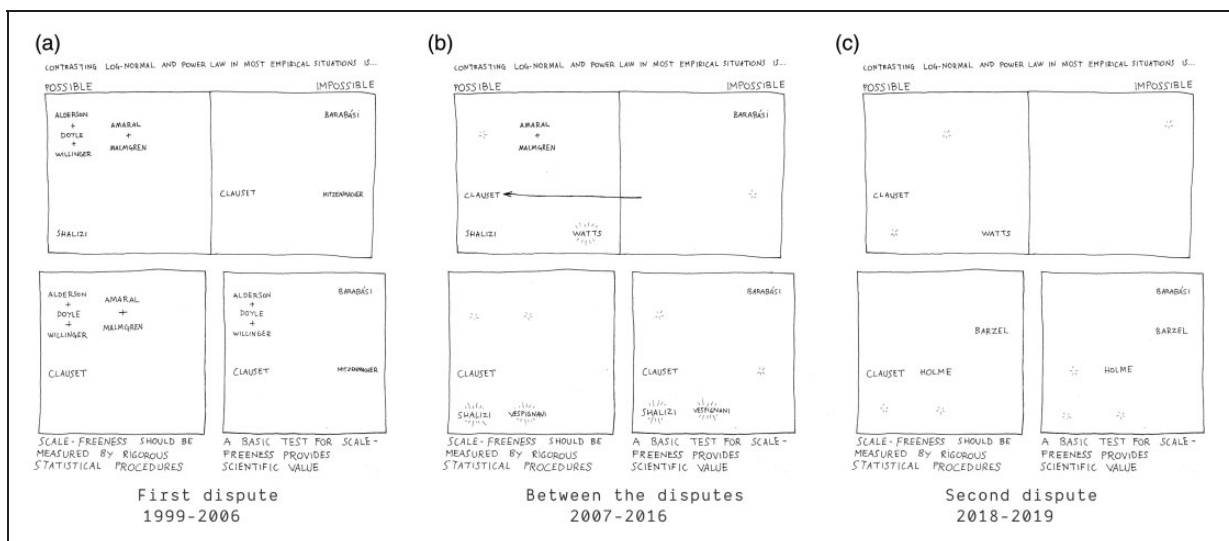 (a)
CONTRASTING LOG-NORMAL AND POWER LAW IN MOST EMPIRICAL SITUATIONS IS...
POSSIBLE IMPOSSIBLE
ALDERSON
+
DOYLE
+
WILLINGER
AMARAL
+
MALMGREN
BARABÁSI
CLAUSET MITZENMACHER
SHALIZI
ALDERSON
+
DOYLE
+
WILLINGER
AMARAL
+
MALMGREN
CLAUSET
SCALE-FREENESS SHOULD BE
MEASURED BY RIGOROUS
STATISTICAL PROCEDURES
BARABÁSI
ALDERSON
+
DOYLE
+
WILLINGER
CLAUSET MITZENMACHER
A BASIC TEST FOR SCALE-
FREENESS PROVIDES
SCIENTIFIC VALUE
First dispute
1999-2006
(b)
CONTRASTING LOG-NORMAL AND POWER LAW IN MOST EMPIRICAL SITUATIONS IS...
POSSIBLE IMPOSSIBLE
AMARAL
+
MALMGREN
BARABÁSI
CLAUSET
SHALIZI WATTS
CLAUSET
SHALIZI VESPIGNANI
SCALE-FREENESS SHOULD BE
MEASURED BY RIGOROUS
STATISTICAL PROCEDURES
BARABÁSI
CLAUSET
SHALIZI VESPIGNANI
A BASIC TEST FOR SCALE-
FREENESS PROVIDES
SCIENTIFIC VALUE
Between the disputes
2007-2016
(c)
CONTRASTING LOG-NORMAL AND POWER LAW IN MOST EMPIRICAL SITUATIONS IS...
POSSIBLE IMPOSSIBLE
CLAUSET
WATTS
BARZEL
CLAUSET HOLME
SCALE-FREENESS SHOULD BE
MEASURED BY RIGOROUS
STATISTICAL PROCEDURES
BARABÁSI
BARZEL
HOLME
A BASIC TEST FOR SCALE-
FREENESS PROVIDES
SCIENTIFIC VALUE
Second dispute
2018-2019